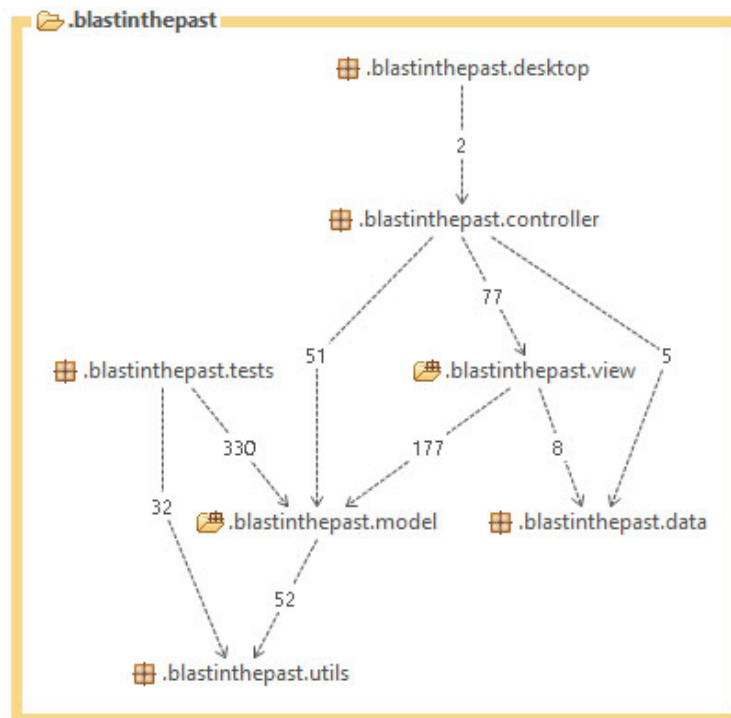 .blastinthepast
.blastinthepast.desktop
2
.blastinthepast.controller
77
51
5
.blastinthepast.tests
.blastinthepast.view
330
177
8
32
.blastinthepast.model
.blastinthepast.data
52
.blastinthepast.utils